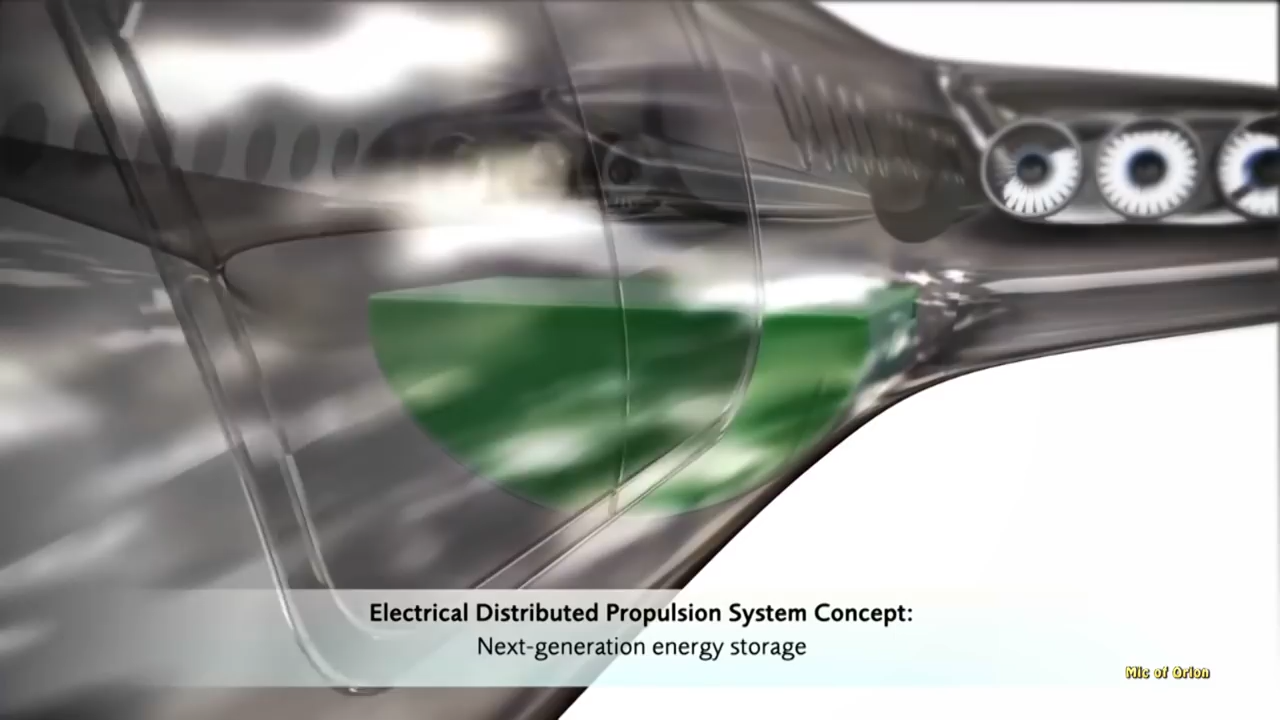 Electrical Distributed Propulsion System Concept:
Next-generation energy storage
Mic of Orion